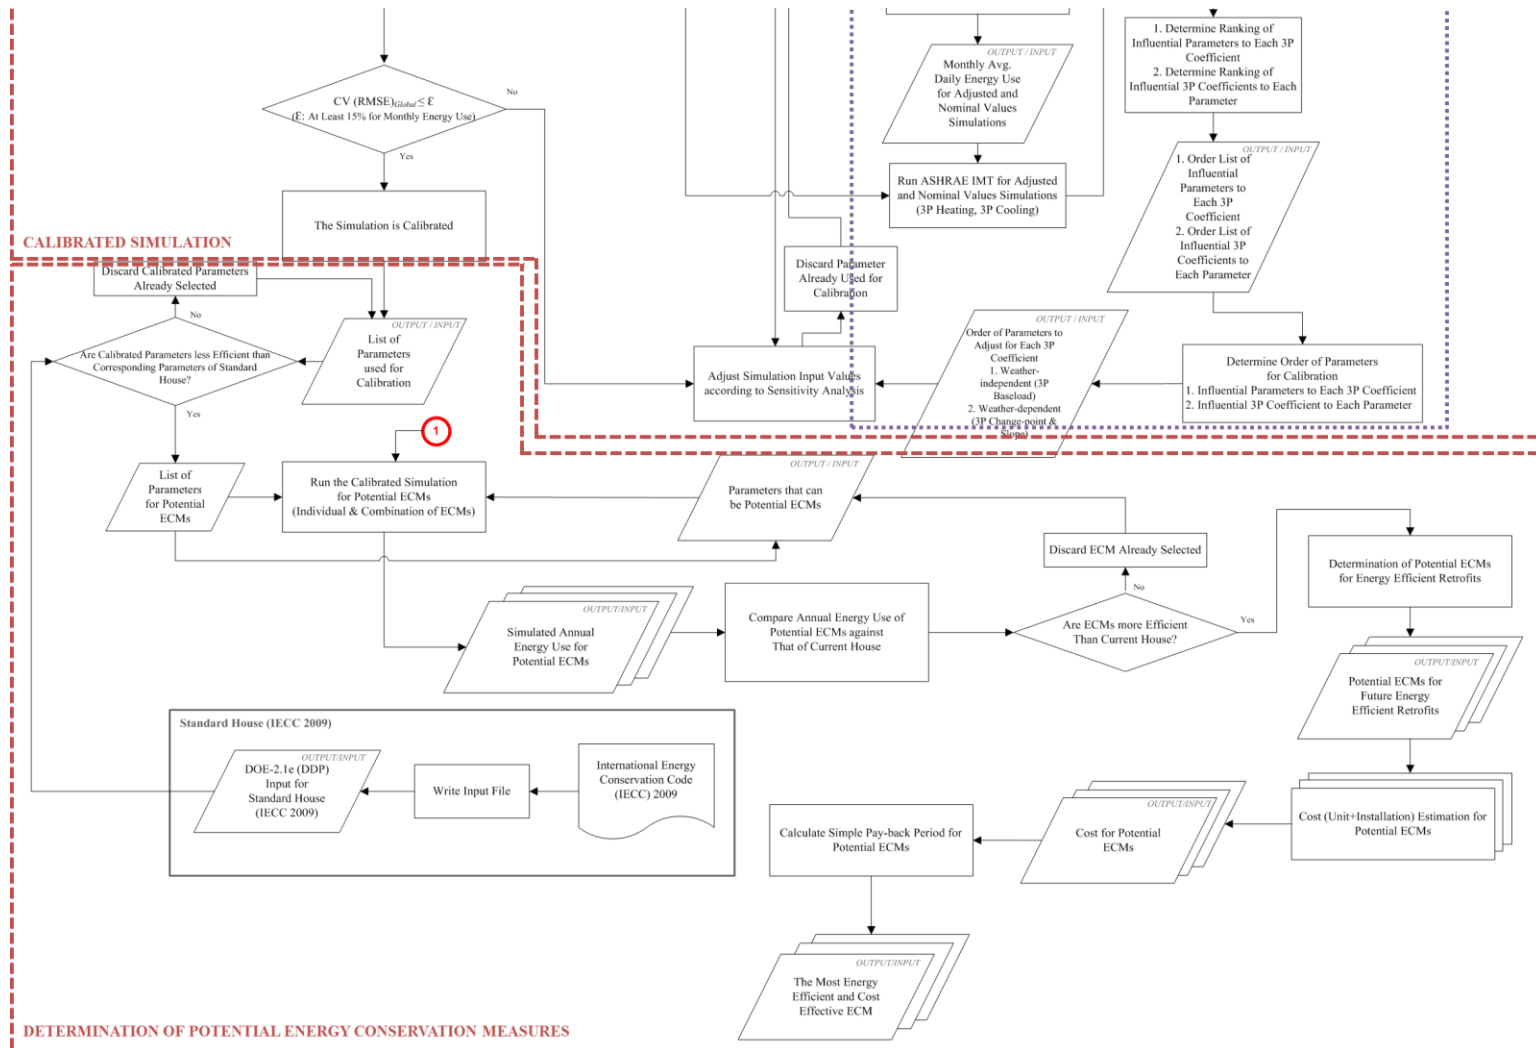 CV (RMSE)Global ≤ Ɛ
(Ɛ: At Least 15% for Monthly Energy Use)
No
Yes
The Simulation is Calibrated
CALIBRATED SIMULATION
OUTPUT / INPUT
Monthly Avg.
Daily Energy Use
for Adjusted and
Nominal Values
Simulations
Run ASHRAE IMT for Adjusted
and Nominal Values Simulations
(3P Heating, 3P Cooling)
1. Determine Ranking of
Influential Parameters to Each 3P
Coefficient
2. Determine Ranking of
Influential 3P Coefficients to Each
Parameter
OUTPUT / INPUT
1. Order List of
Influential
Parameters to
Each 3P
Coefficient
2. Order List of
Influential 3P
Coefficients to
Each Parameter
Discard Parameter
Already Used for
Calibration
Adjust Simulation Input Values
according to Sensitivity Analysis
OUTPUT / INPUT
Order of Parameters to
Adjust for Each 3P
Coefficient
1. Weather-
independent (3P
Baseload)
2. Weather-dependent
(3P Change-point &
Slope)
Determine Order of Parameters
for Calibration
1. Influential Parameters to Each 3P Coefficient
2. Influential 3P Coefficient to Each Parameter
Discard Calibrated Parameters
Already Selected
No
Are Calibrated Parameters less Efficient than
Corresponding Parameters of Standard
House?
Yes
OUTPUT / INPUT
List of
Parameters
used for
Calibration
1
List of
Parameters
for Potential
ECMs
Run the Calibrated Simulation
for Potential ECMs
(Individual & Combination of ECMs)
OUTPUT / INPUT
Parameters that can
be Potential ECMs
Discard ECM Already Selected
No
Are ECMs more Efficient
Than Current House?
Yes
Determination of Potential ECMs
for Energy Efficient Retrofits
OUTPUT/INPUT
Simulated Annual
Energy Use for
Potential ECMs
Compare Annual Energy Use of
Potential ECMs against
That of Current House
OUTPUT/INPUT
Potential ECMs for
Future Energy
Efficient Retrofits
Standard House (IECC 2009)
OUTPUT/INPUT
DOE-2.1e (DDP)
Input for
Standard House
(IECC 2009)
Write Input File
International Energy
Conservation Code
(IECC) 2009
Calculate Simple Pay-back Period for
Potential ECMs
OUTPUT/INPUT
Cost for Potential
ECMs
Cost (Unit+Installation) Estimation for
Potential ECMs
OUTPUT/INPUT
The Most Energy
Efficient and Cost
Effective ECM
DETERMINATION OF POTENTIAL ENERGY CONSERVATION MEASURES